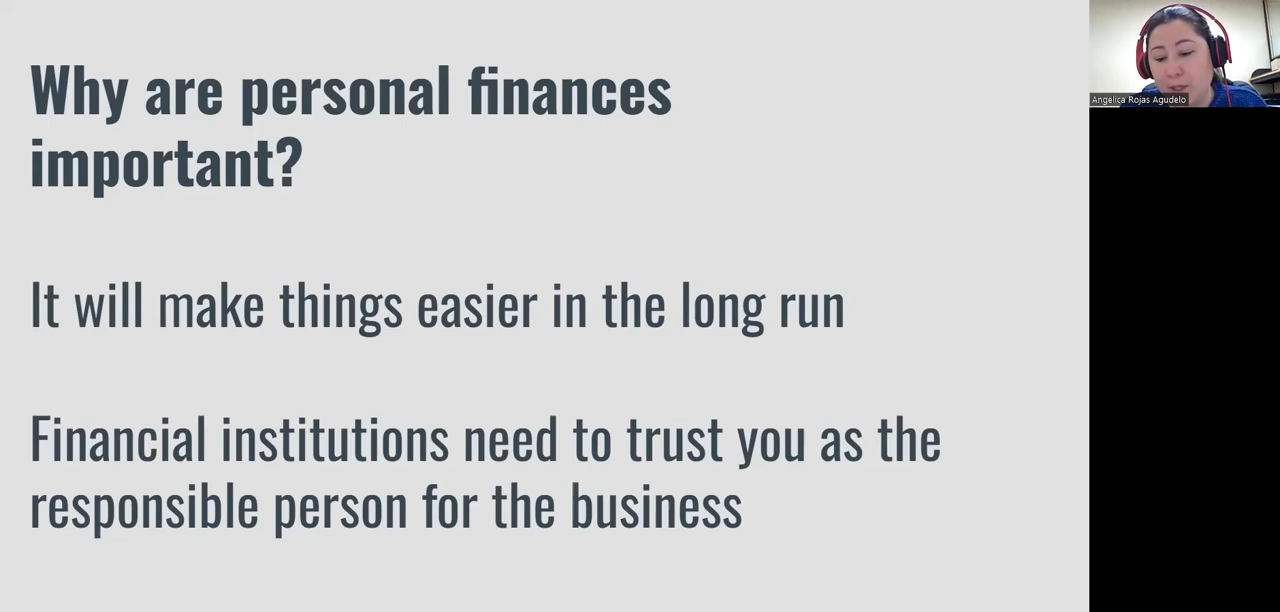 Why are personal finances
important?
It will make things easier in the long run
Financial institutions need to trust you as the
responsible person for the business
Angelica Rojas Agudelo